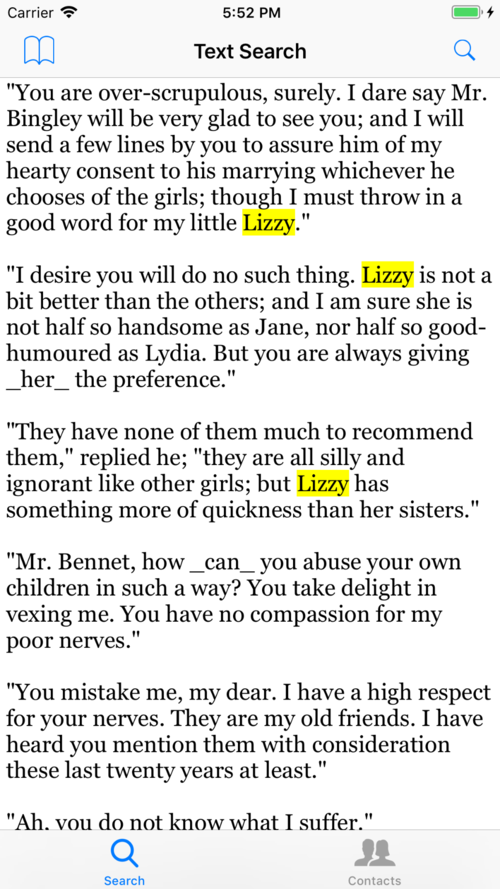 Carrier 5:52 PM
Text Search
"You are over-scrupulous, surely. I dare say Mr.
Bingley will be very glad to see you; and I will
send a few lines by you to assure him of my
hearty consent to his marrying whichever he
chooses of the girls; though I must throw in a
good word for my little Lizzy."
"I desire you will do no such thing. Lizzy is not a
bit better than the others; and I am sure she is
not half so handsome as Jane, nor half so good-
humoured as Lydia. But you are always giving
_her_ the preference."
"They have none of them much to recommend
them," replied he; "they are all silly and
ignorant like other girls; but Lizzy has
something more of quickness than her sisters."
"Mr. Bennet, how _can_ you abuse your own
children in such a way? You take delight in
vexing me. You have no compassion for my
poor nerves."
"You mistake me, my dear. I have a high respect
for your nerves. They are my old friends. I have
heard you mention them with consideration
these last twenty years at least."
"Ah, you do not know what I suffer."
Search Contacts